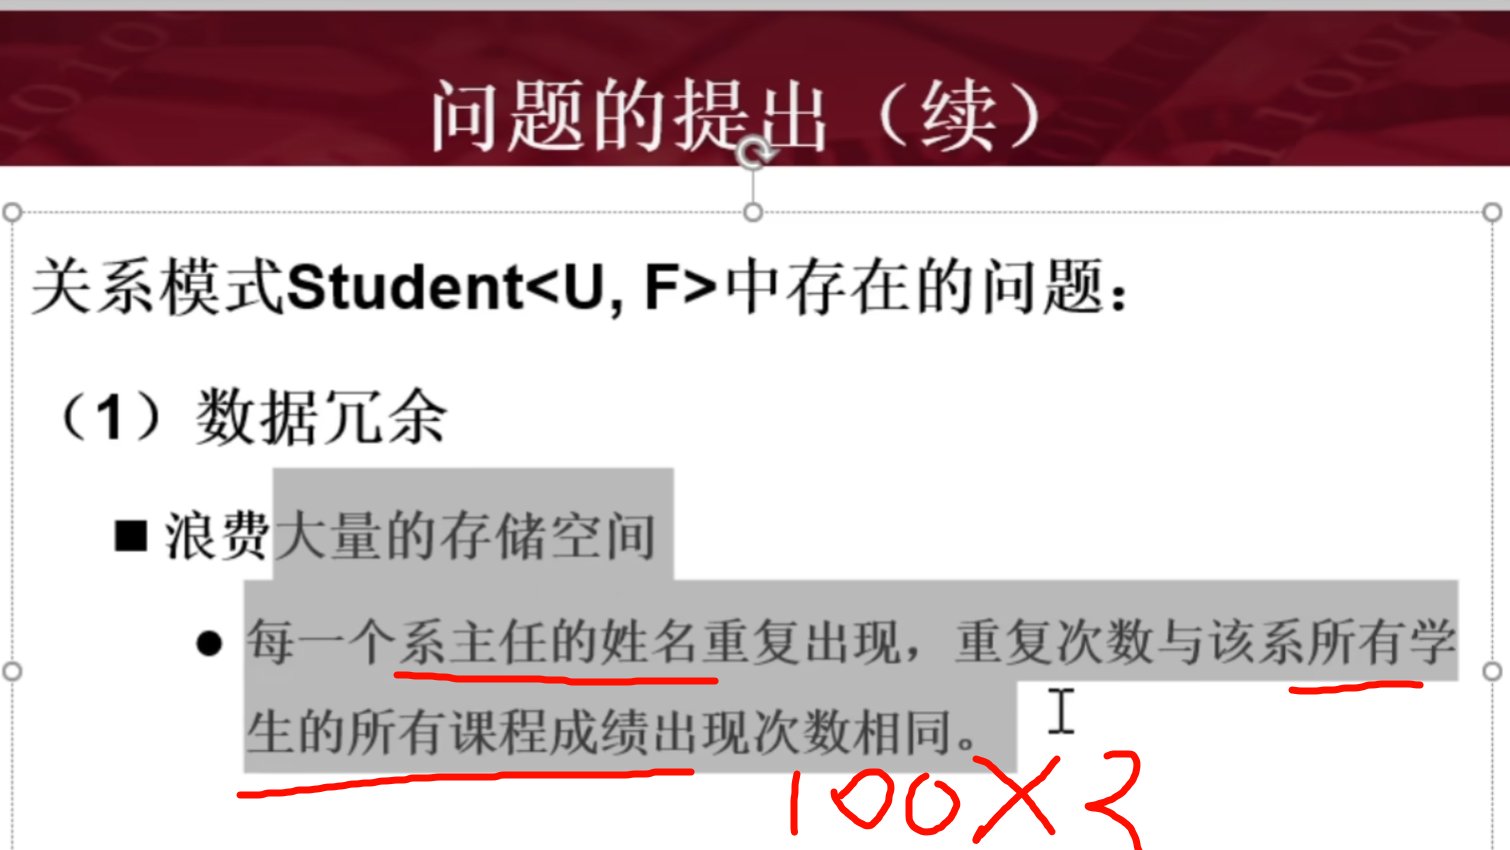 问题的提出（续）
关系模式Student<U, F>中存在的问题：
（1）数据冗余
■ 浪费大量的存储空间
● 每一个系主任的姓名重复出现，重复次数与该系所有学
生的所有课程成绩出现次数相同。
100×3